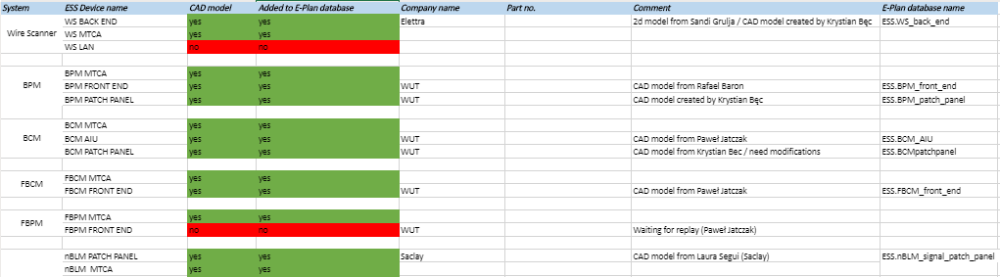 System ESS Device name CAD model Added to E-Plan database Company name Part no. Comment E-Plan database name
Wire Scanner WS BACK END yes yes Elettra 2d model from Sandi Grulja / CAD model created by Krystian Bęc ESS.WS_back_end
WS MTCA yes yes
WS LAN no no
BPM BPM MTCA yes yes
BPM FRONT END yes yes WUT CAD model from Rafael Baron ESS.BPM_front_end
BPM PATCH PANEL yes yes WUT CAD model created by Krystian Bęc ESS.BPM_patch_panel
BCM BCM MTCA yes yes
BCM AIU yes yes WUT CAD model from Paweł Jatczak ESS.BCM_AIU
BCM PATCH PANEL yes yes WUT CAD model from Krystian Bec / need modifications ESS.BCMpatchpanel
FBCM FBCM MTCA yes yes
FBCM FRONT END yes yes WUT CAD model from Paweł Jatczak ESS.FBCM_front_end
FBPM FBPM MTCA yes yes
FBPM FRONT END no no WUT Waiting for replay (Paweł Jatczak)
nBLM PATCH PANEL yes yes Saclay CAD model from Laura Segui (Saclay) ESS.nBLM_signal_patch_panel
nBLM MTCA yes yes